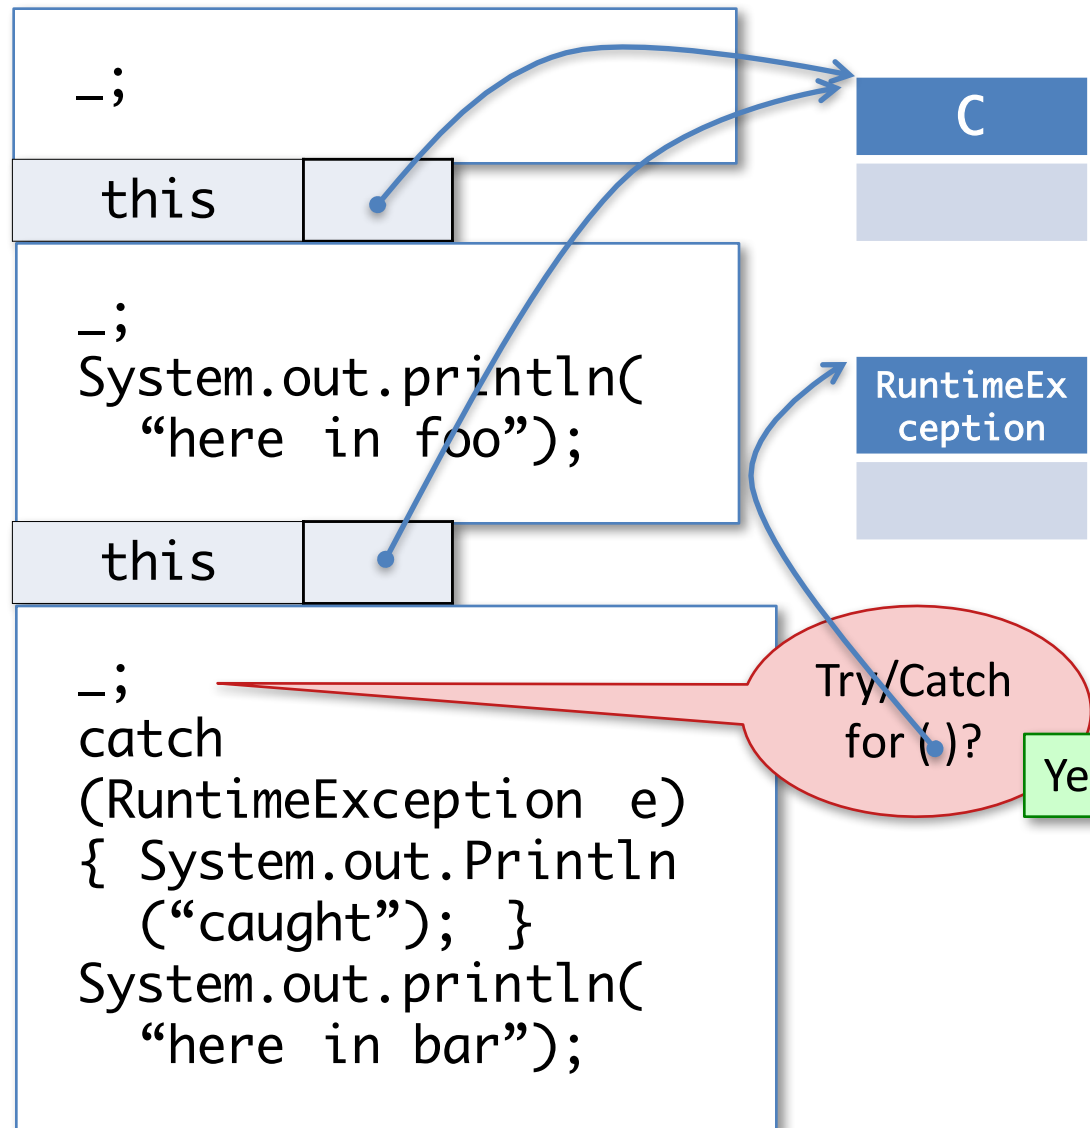 _;
C
this
_;
System.out.println(
“here in foo”);
RuntimeEx
ception
this
_;
catch
(RuntimeException e)
{ System.out.Println
(“caught”); }
System.out.println(
“here in bar”);
Try/Catch
for ( )?
Ye